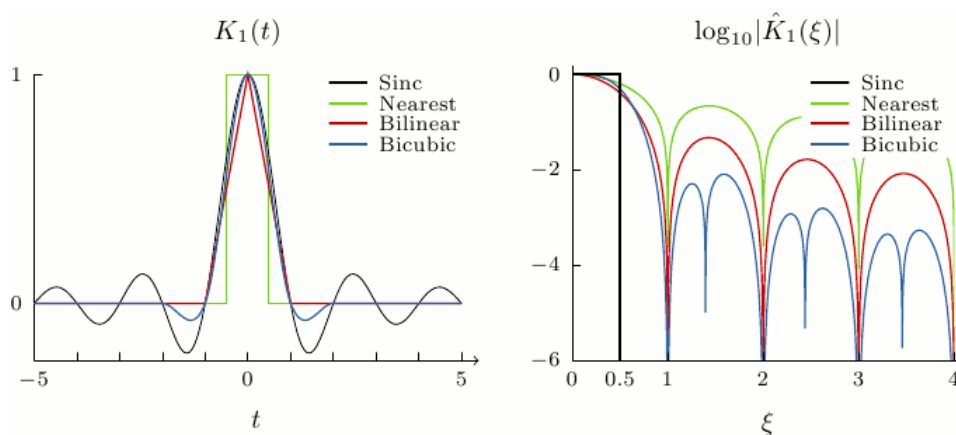 K₁(t)
1
0
Sinc
Nearest
Bilinear
Bicubic
−5
0
5
t
log₁₀|K̂₁(ξ)|
0
−2
−4
−6
Sinc
Nearest
Bilinear
Bicubic
0
0.5
1
2
3
4
ξ